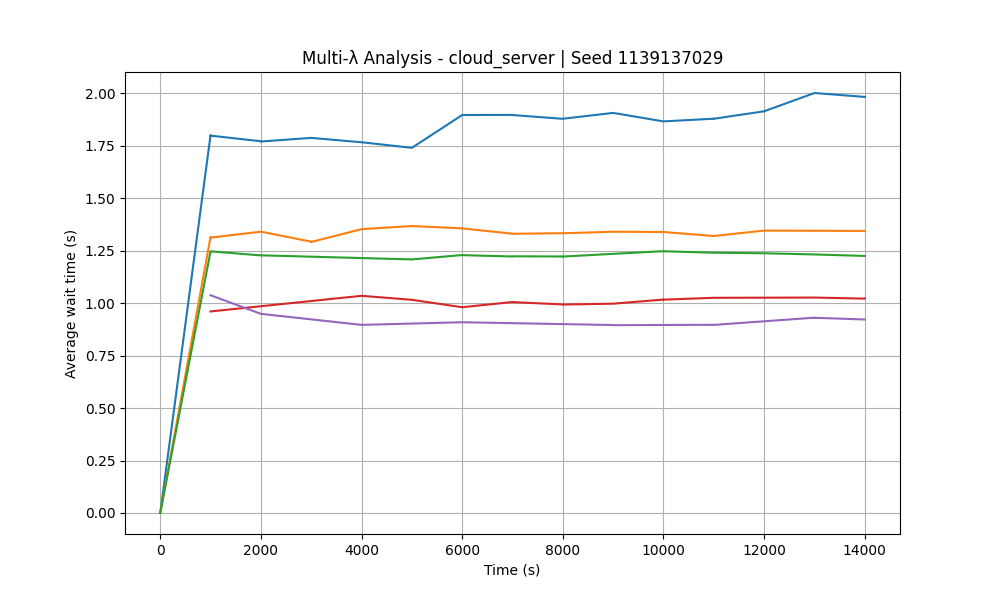 Multi-λ Analysis - cloud_server | Seed 1139137029
2.00
1.75
1.50
1.25
1.00
0.75
0.50
0.25
0.00
Average wait time (s)
0 2000 4000 6000 8000 10000 12000 14000
Time (s)